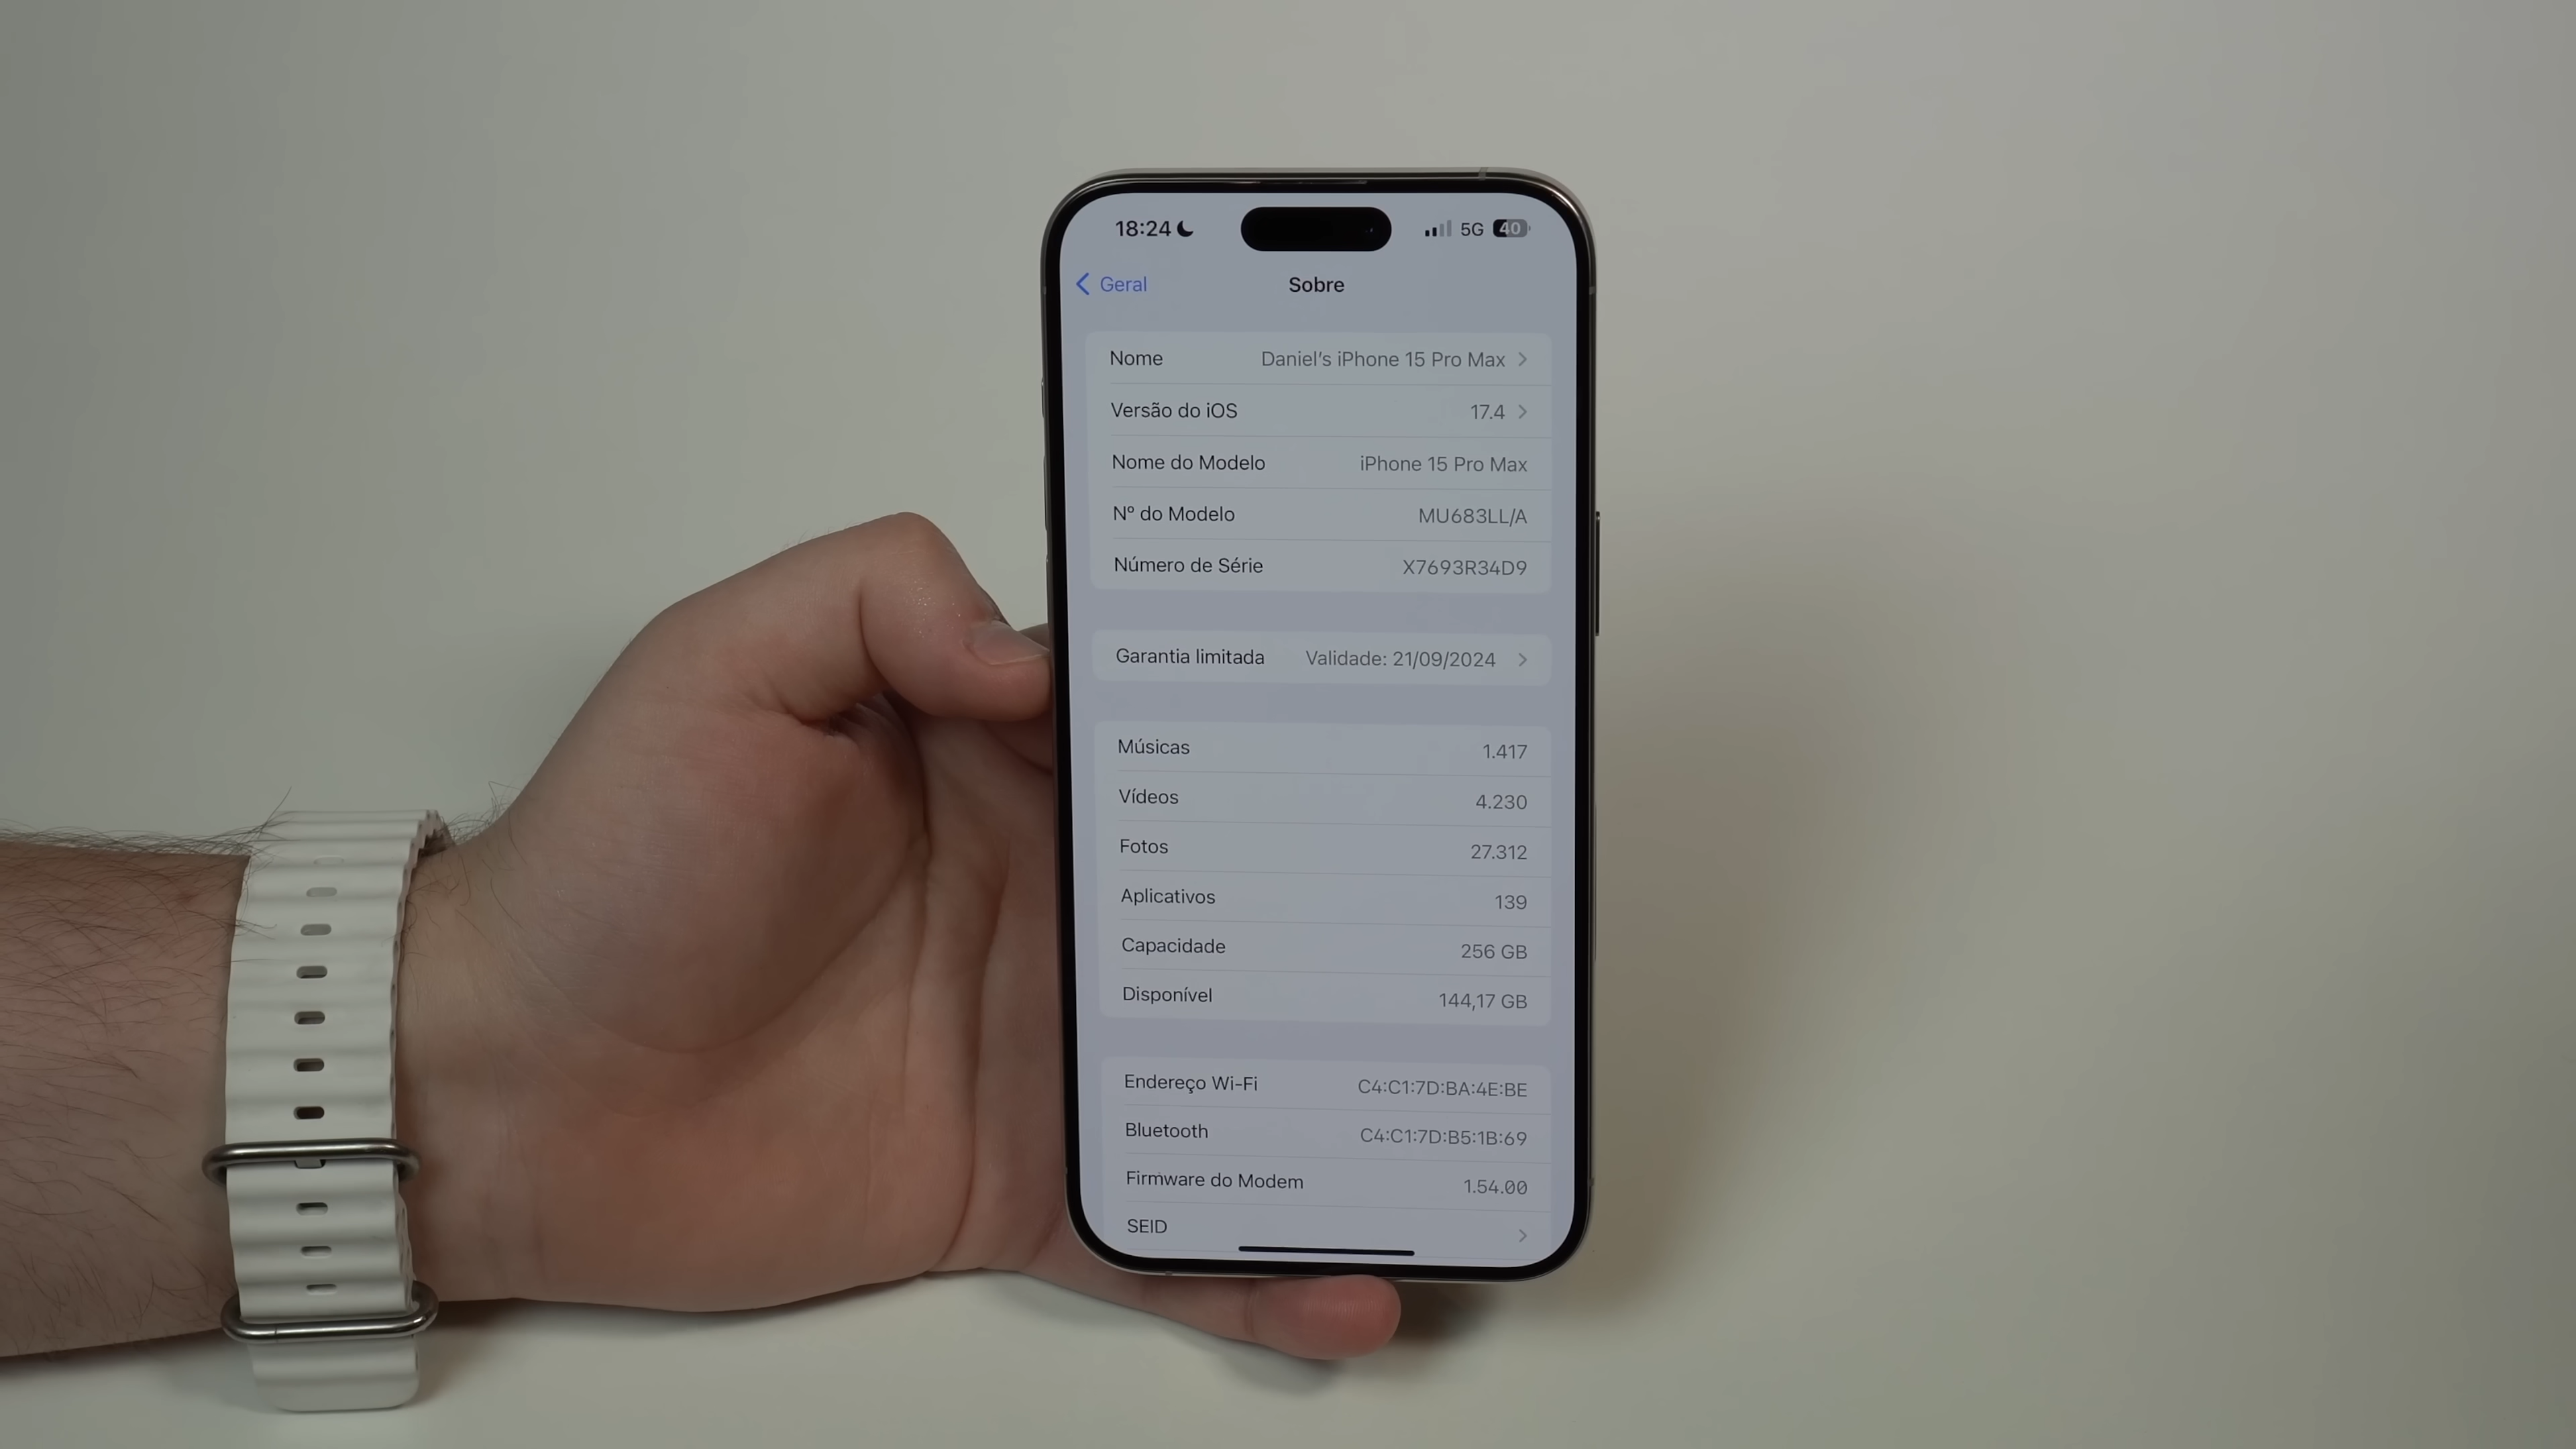 18:24 5G 40
Geral Sobre
Nome Daniel's iPhone 15 Pro Max
Versão do iOS 17.4
Nome do Modelo iPhone 15 Pro Max
Nº do Modelo MU683LL/A
Número de Série X7693R34D9
Garantia limitada Validade: 21/09/2024
Músicas 1.417
Vídeos 4.230
Fotos 27.312
Aplicativos 139
Capacidade 256 GB
Disponível 144,17 GB
Endereço Wi-Fi C4:C1:7D:BA:4E:BE
Bluetooth C4:C1:7D:B5:1B:69
Firmware do Modem 1.54.00
SEID